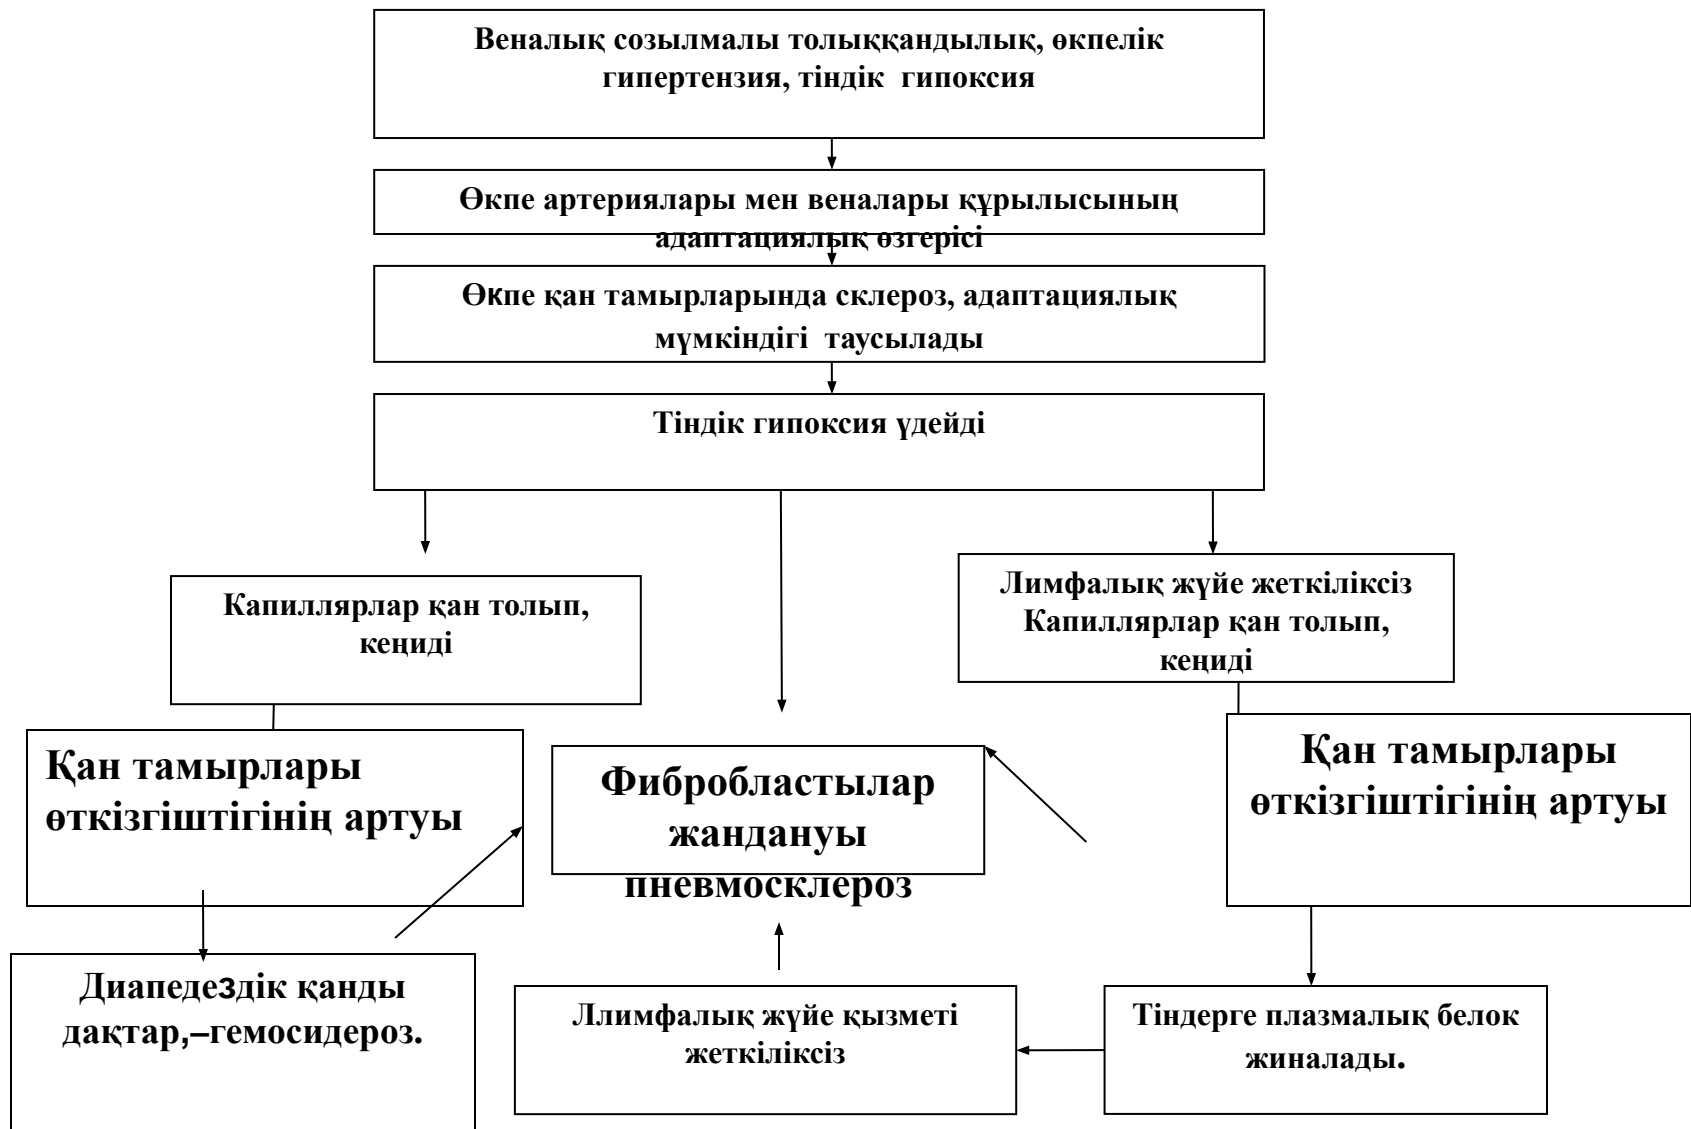 Веналық созылмалы толыққандылық, өкпелік
гипертензия, тіндік гипоксия
Өкпе артериялары мен веналары құрылысының
адаптациялық өзгерісі
Өкпе қан тамырларында склероз, адаптациялық
мүмкіндігі таусылады
Тіндік гипоксия үдейді
Капиллярлар қан толып,
кеңиді
Лимфалық жүйе жеткіліксіз
Капиллярлар қан толып,
кеңиді
Қан тамырлары
өткізгіштігінің артуы
Фибробластылар
жандануы
пневмосклероз
Қан тамырлары
өткізгіштігінің артуы
Диапедездік қанды
дақтар,–гемосидероз.
Ллимфалық жүйе қызметі
жеткіліксіз
Тіндерге плазмалық белок
жиналады.